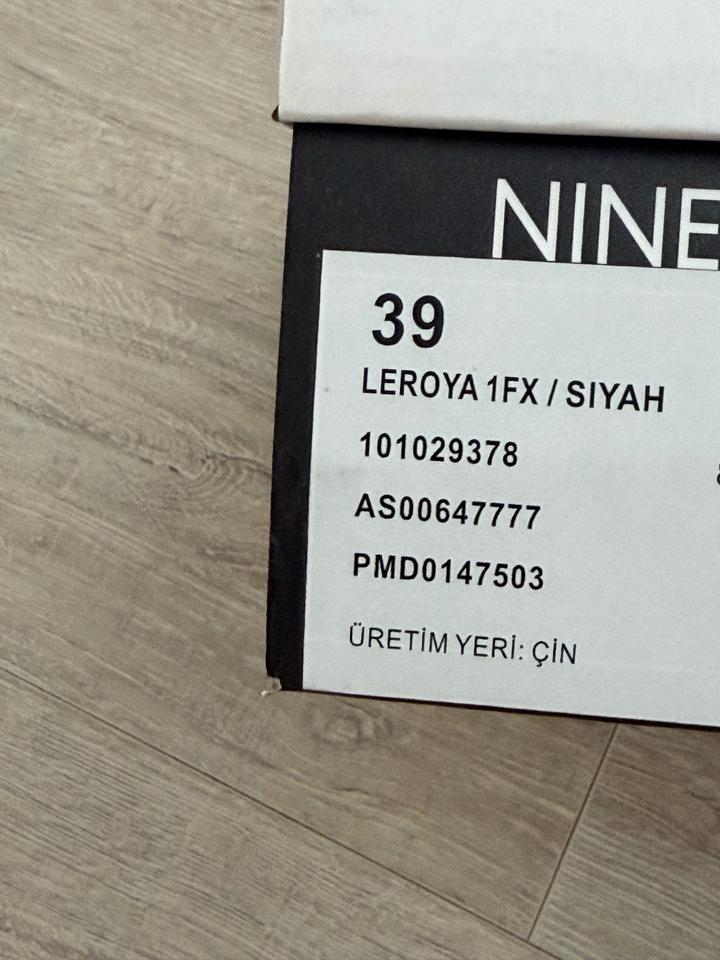 NINE
39
LEROYA 1FX / SIYAH
101029378
AS00647777
PMD0147503
ÜRETİM YERİ: ÇİN